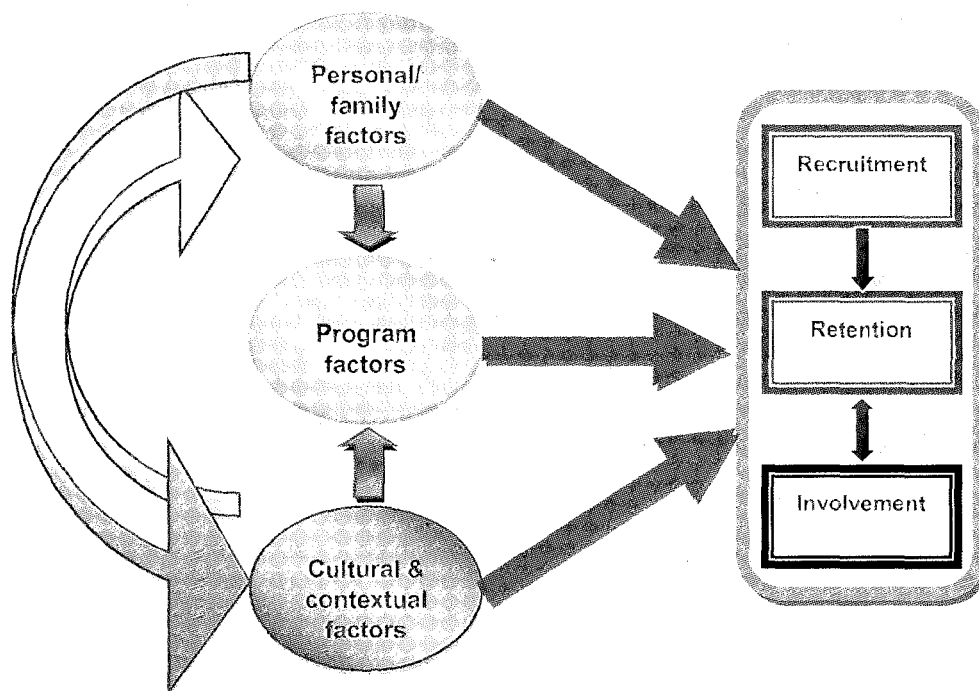 Personal/
family
factors
Program
factors
Cultural &
contextual
factors
Recruitment
Retention
Involvement